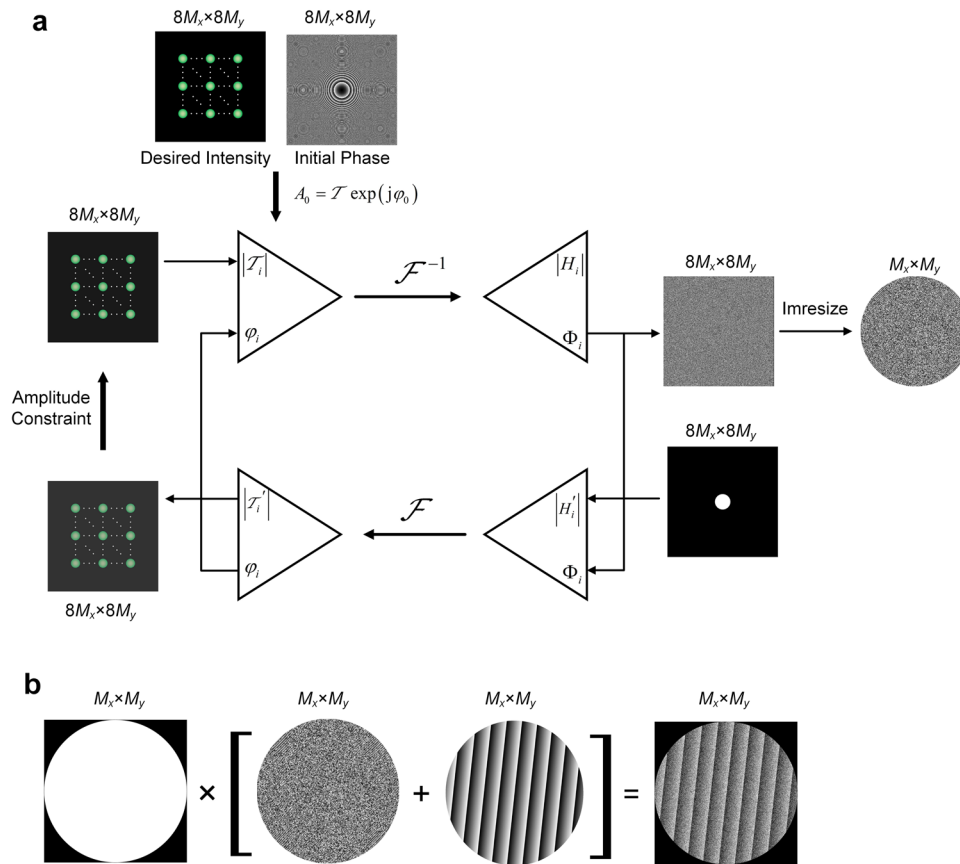 a
8Mx×8My
8Mx×8My
Desired Intensity
Initial Phase
A0 = 𝒯 exp(jφ0)
8Mx×8My
|𝒯i|
φi
ℱ−1
|Hi|
Φi
8Mx×8My
Imresize
Mx×My
Amplitude
Constraint
8Mx×8My
|𝒯i′|
φi
ℱ
|Hi′|
Φi
8Mx×8My
b
Mx×My
Mx×My
Mx×My
Mx×My
× [ + ] =